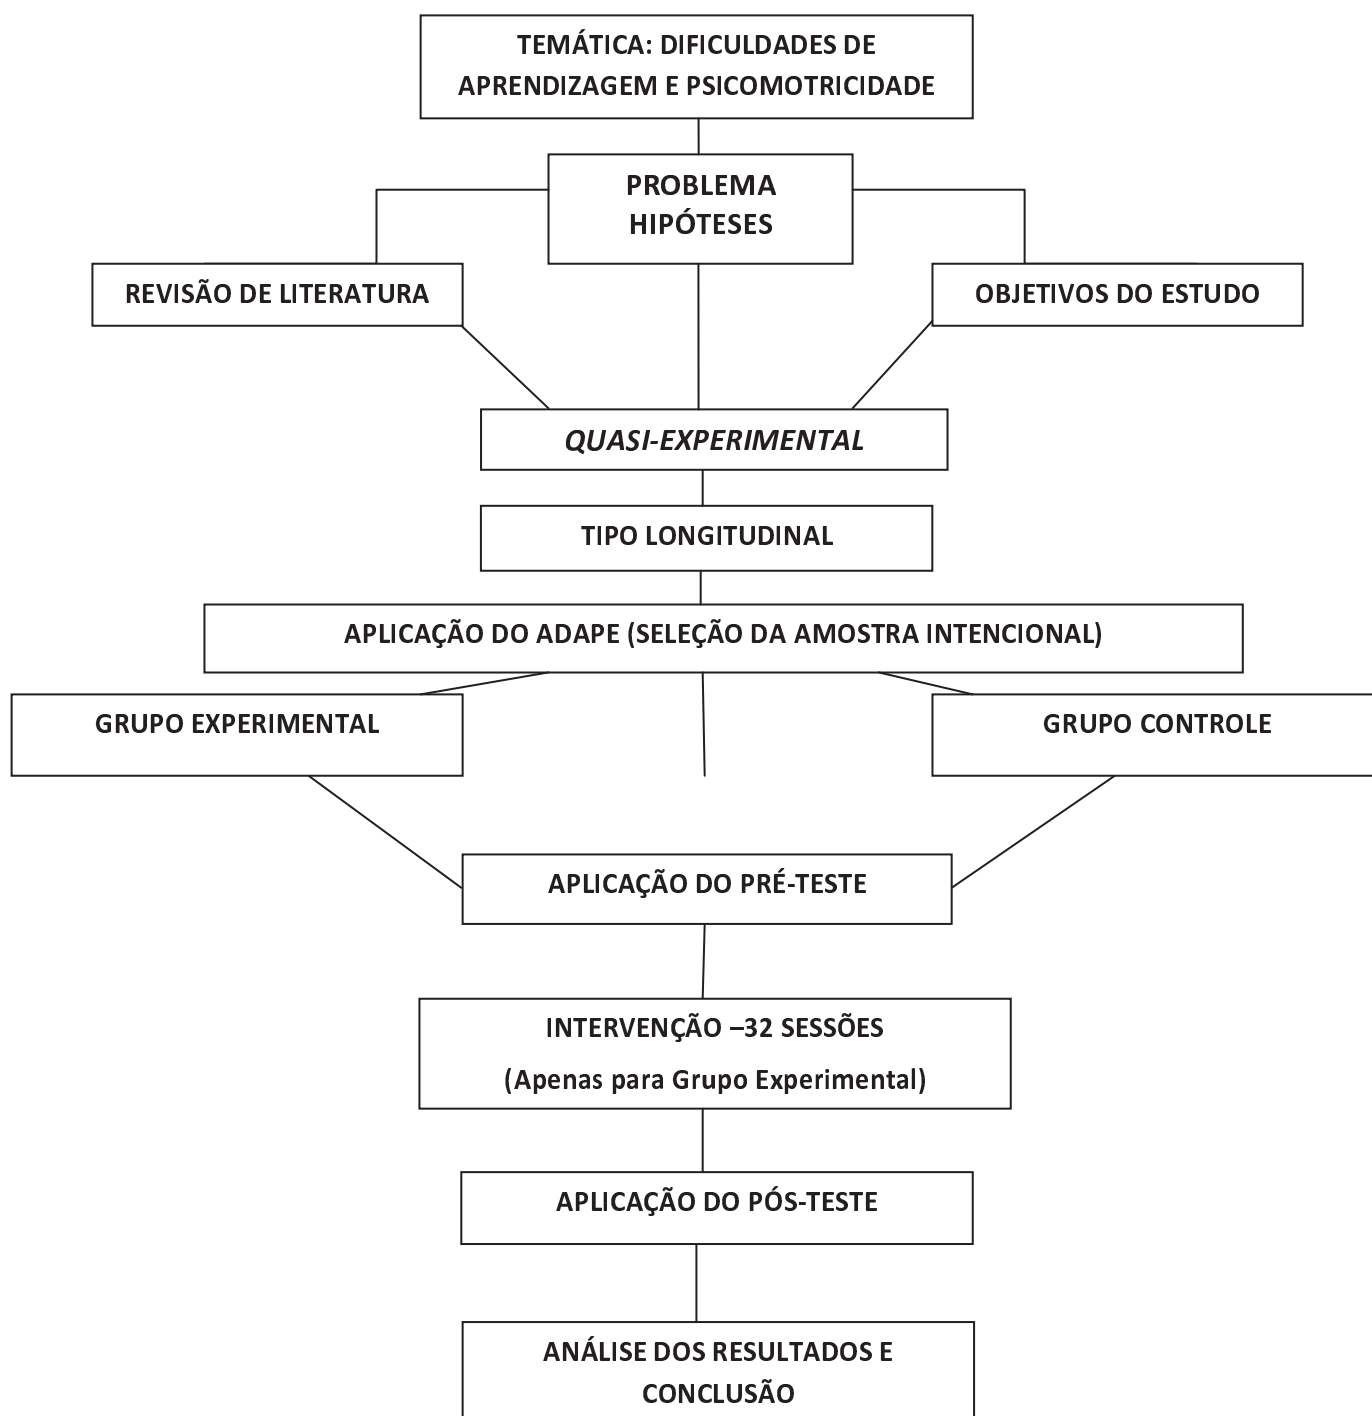 TEMÁTICA: DIFICULDADES DE
APRENDIZAGEM E PSICOMOTRICIDADE
PROBLEMA
HIPÓTESES
REVISÃO DE LITERATURA
OBJETIVOS DO ESTUDO
QUASI-EXPERIMENTAL
TIPO LONGITUDINAL
APLICAÇÃO DO ADAPE (SELEÇÃO DA AMOSTRA INTENCIONAL)
GRUPO EXPERIMENTAL
GRUPO CONTROLE
APLICAÇÃO DO PRÉ-TESTE
INTERVENÇÃO –32 SESSÕES
(Apenas para Grupo Experimental)
APLICAÇÃO DO PÓS-TESTE
ANÁLISE DOS RESULTADOS E
CONCLUSÃO